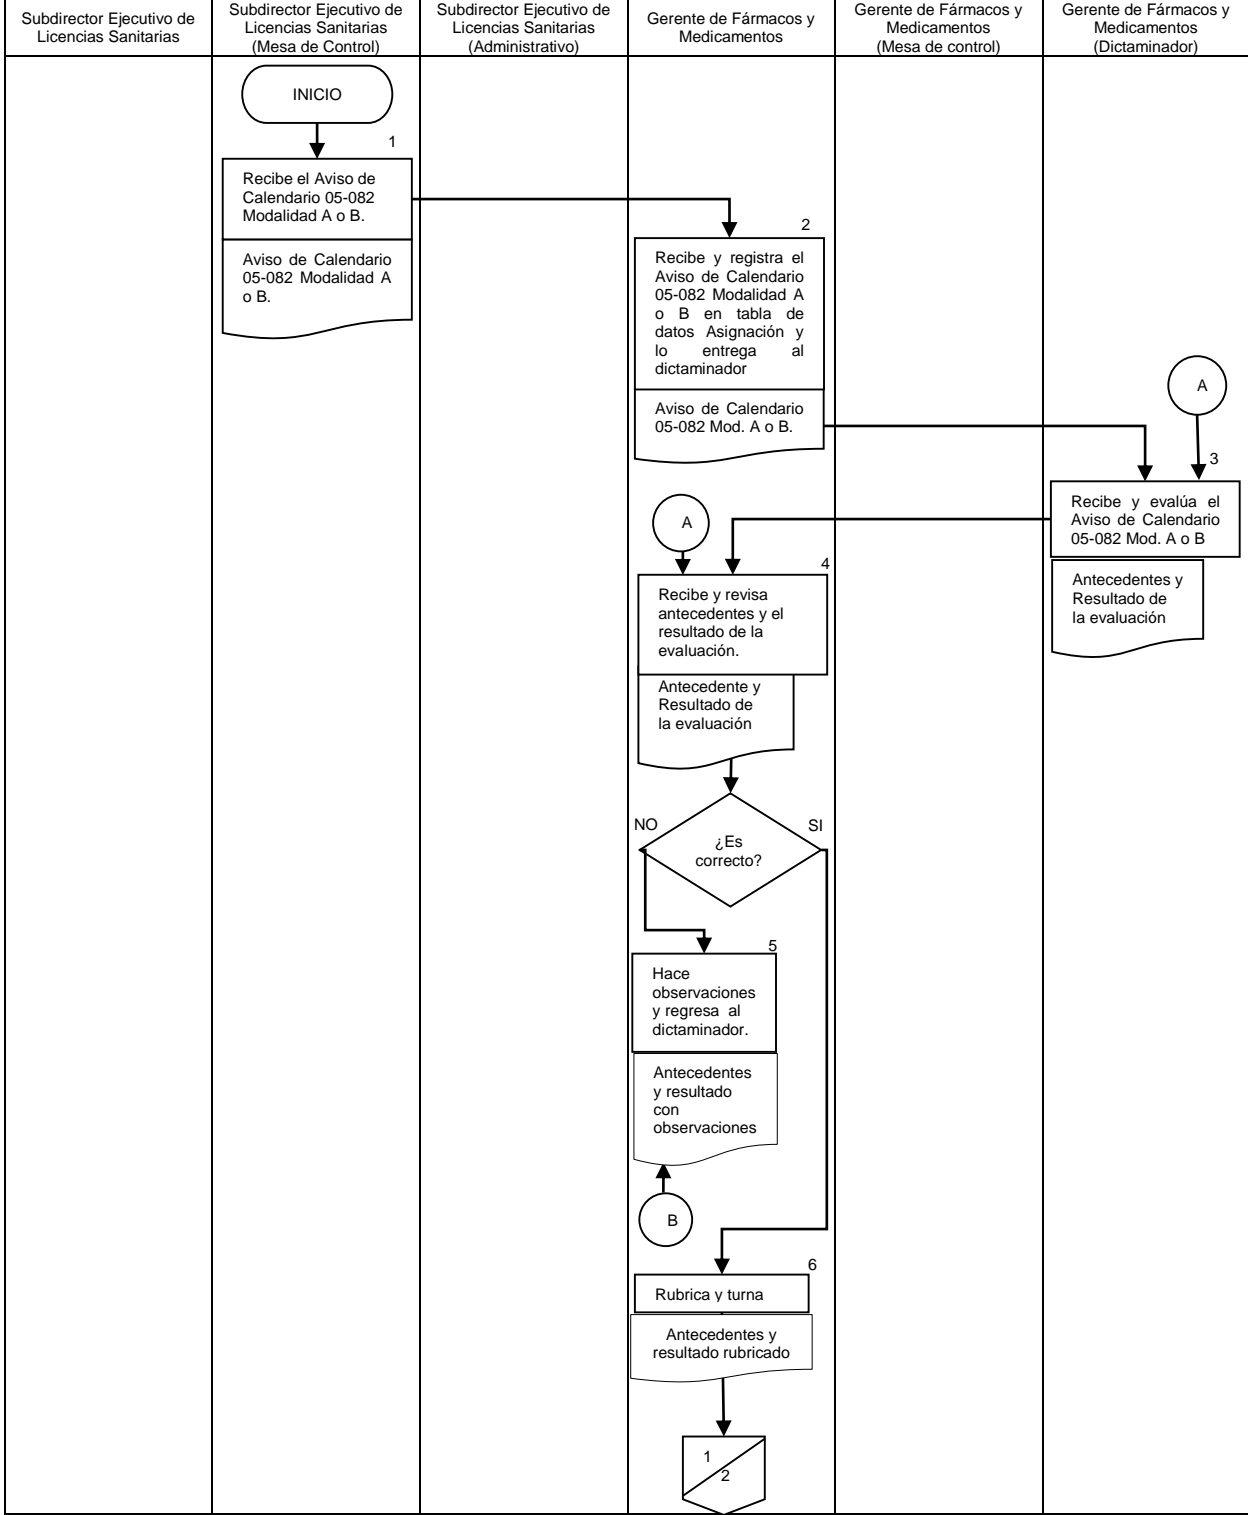 Subdirector Ejecutivo de
Licencias Sanitarias
Subdirector Ejecutivo de
Licencias Sanitarias
(Mesa de Control)
Subdirector Ejecutivo de
Licencias Sanitarias
(Administrativo)
Gerente de Fármacos y
Medicamentos
Gerente de Fármacos y
Medicamentos
(Mesa de control)
Gerente de Fármacos y
Medicamentos
(Dictaminador)
INICIO
1
Recibe el Aviso de
Calendario 05-082
Modalidad A o B.
Aviso de Calendario
05-082 Modalidad A
o B.
2
Recibe y registra el
Aviso de Calendario
05-082 Modalidad A
o B en tabla de
datos Asignación y
lo entrega al
dictaminador
Aviso de Calendario
05-082 Mod. A o B.
A
3
Recibe y evalúa el
Aviso de Calendario
05-082 Mod. A o B
Antecedentes y
Resultado de
la evaluación
A
4
Recibe y revisa
antecedentes y el
resultado de la
evaluación.
Antecedente y
Resultado de
la evaluación
NO
¿Es
correcto?
SI
5
Hace
observaciones
y regresa al
dictaminador.
Antecedentes
y resultado
con
observaciones
B
6
Rubrica y turna
Antecedentes y
resultado rubricado
1
2